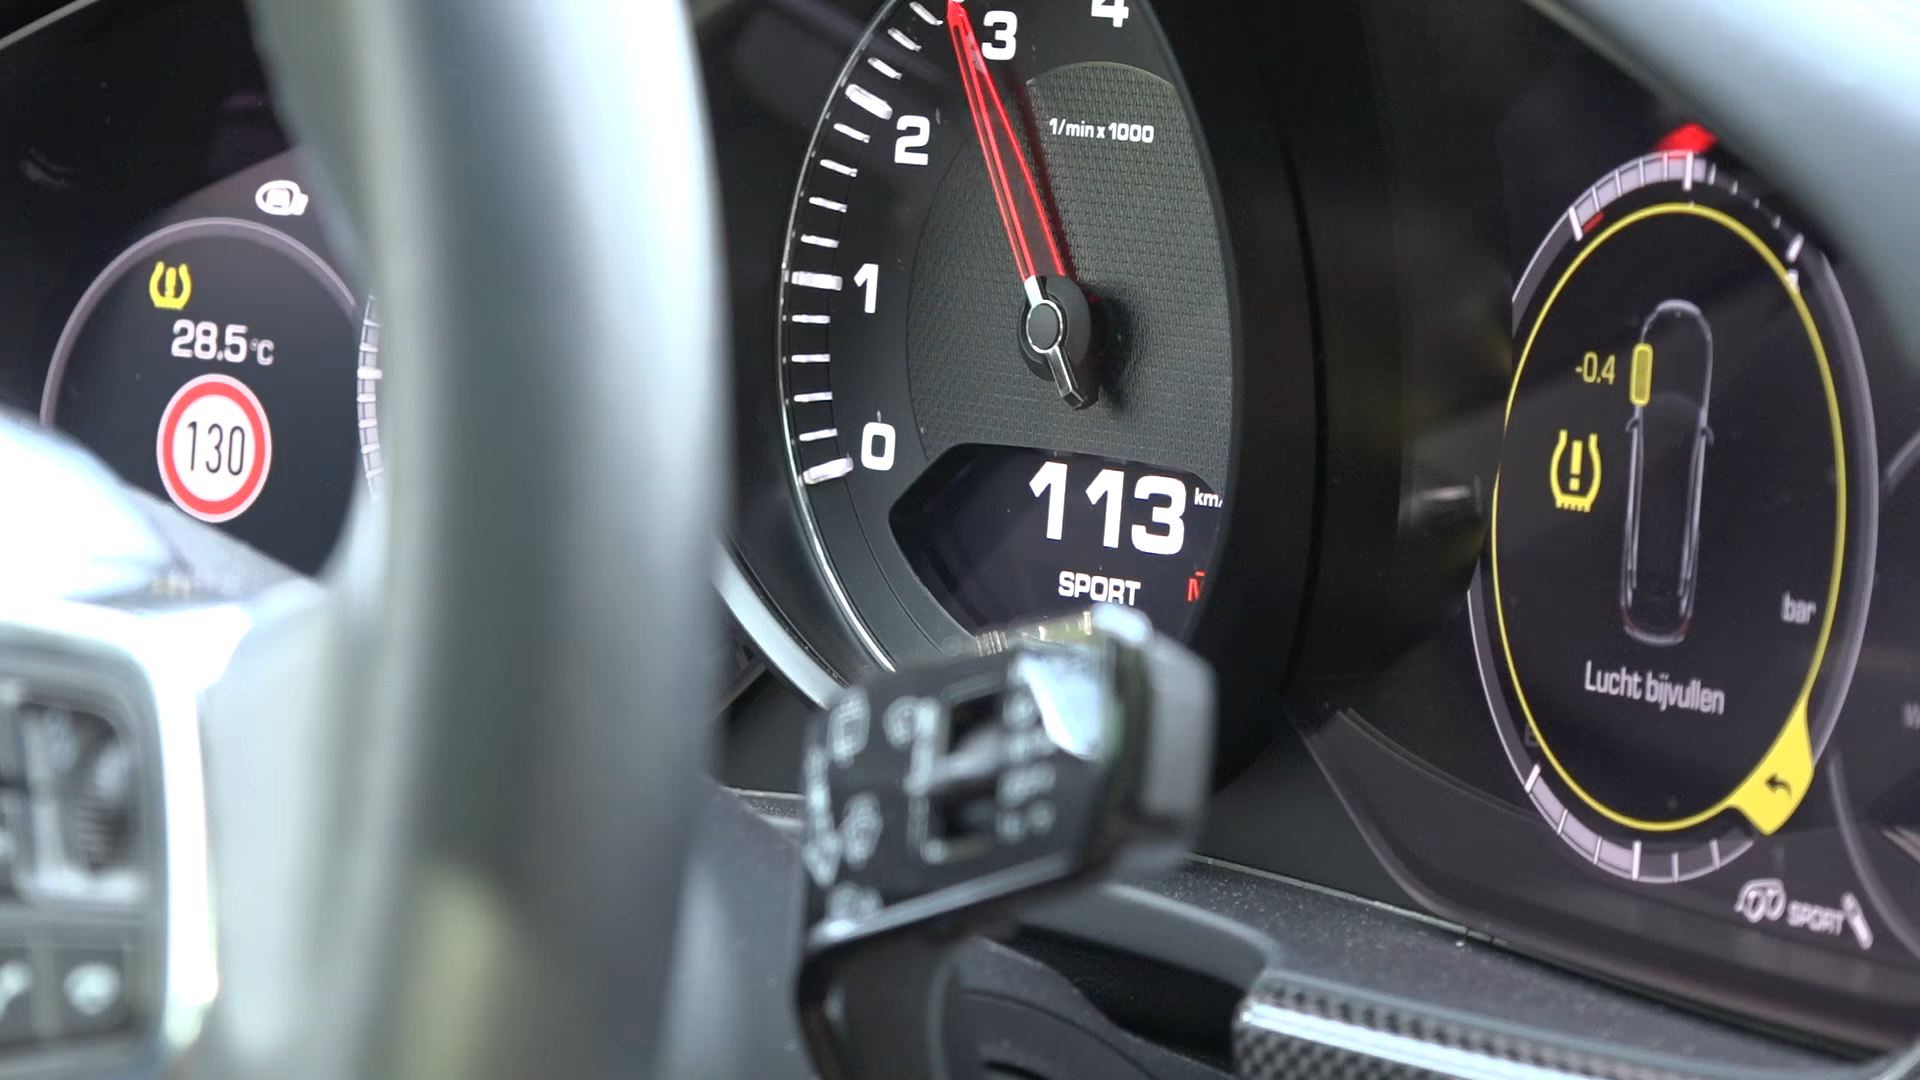 28.5°C
130
4
3
2
1
0
1/min x 1000
113 km/
SPORT
-0.4
bar
Lucht bijvullen
SPORT